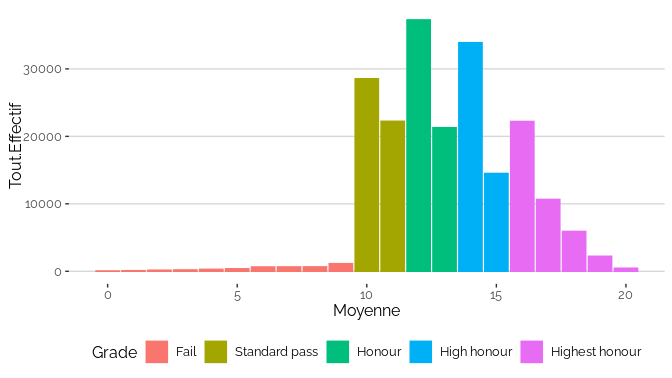 Tout.Effectif
30000
20000
10000
0
0 5 10 15 20
Moyenne
Grade Fail Standard pass Honour High honour Highest honour